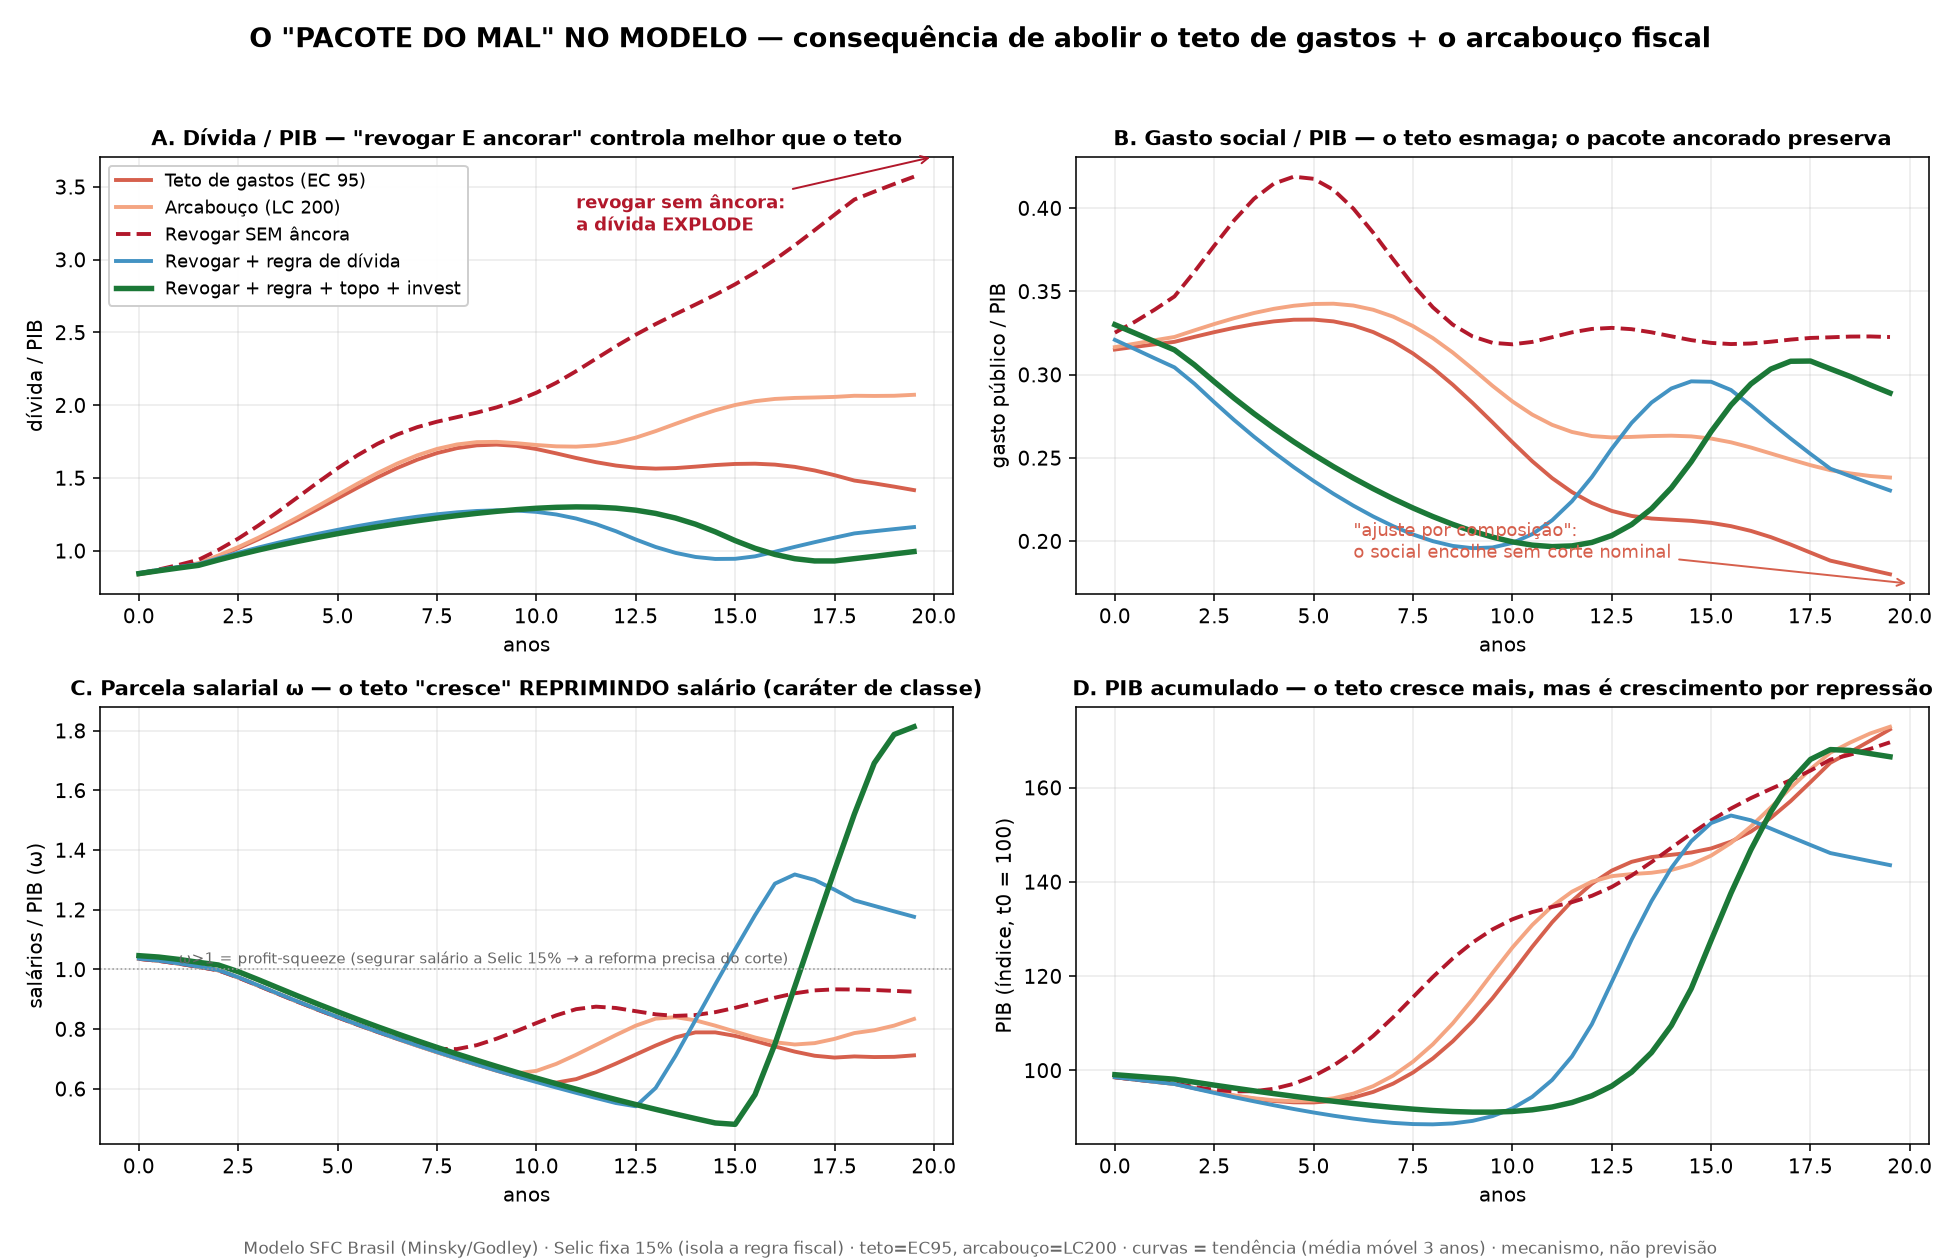 O "PACOTE DO MAL" NO MODELO — consequência de abolir o teto de gastos + o arcabouço fiscal
A. Dívida / PIB — "revogar E ancorar" controla melhor que o teto
dívida / PIB
3.5
3.0
2.5
2.0
1.5
1.0
Teto de gastos (EC 95)
Arcabouço (LC 200)
Revogar SEM âncora
Revogar + regra de dívida
Revogar + regra + topo + invest
revogar sem âncora:
a dívida EXPLODE
0.0 2.5 5.0 7.5 10.0 12.5 15.0 17.5 20.0
anos
B. Gasto social / PIB — o teto esmaga; o pacote ancorado preserva
gasto público / PIB
0.40
0.35
0.30
0.25
0.20
"ajuste por composição":
o social encolhe sem corte nominal
0.0 2.5 5.0 7.5 10.0 12.5 15.0 17.5 20.0
anos
C. Parcela salarial ω — o teto "cresce" REPRIMINDO salário (caráter de classe)
salários / PIB (ω)
1.8
1.6
1.4
1.2
1.0
0.8
0.6
ω>1 = profit-squeeze (segurar salário a Selic 15% → a reforma precisa do corte)
0.0 2.5 5.0 7.5 10.0 12.5 15.0 17.5 20.0
anos
D. PIB acumulado — o teto cresce mais, mas é crescimento por repressão
PIB (índice, t0 = 100)
160
140
120
100
0.0 2.5 5.0 7.5 10.0 12.5 15.0 17.5 20.0
anos
Modelo SFC Brasil (Minsky/Godley) · Selic fixa 15% (isola a regra fiscal) · teto=EC95, arcabouço=LC200 · curvas = tendência (média móvel 3 anos) · mecanismo, não previsão